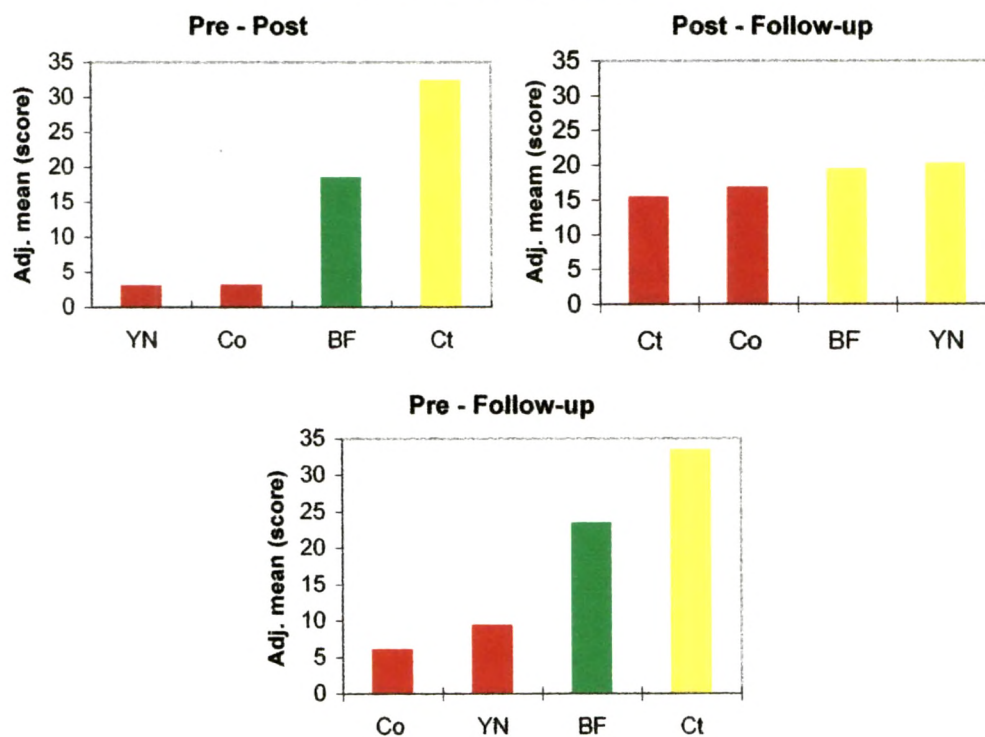 Pre - Post
Adj. mean (score)
35
30
25
20
15
10
5
0
YN Co BF Ct
Post - Follow-up
Adj. meam (score)
35
30
25
20
15
10
5
0
Ct Co BF YN
Pre - Follow-up
Adj. mean (score)
35
30
25
20
15
10
5
0
Co YN BF Ct